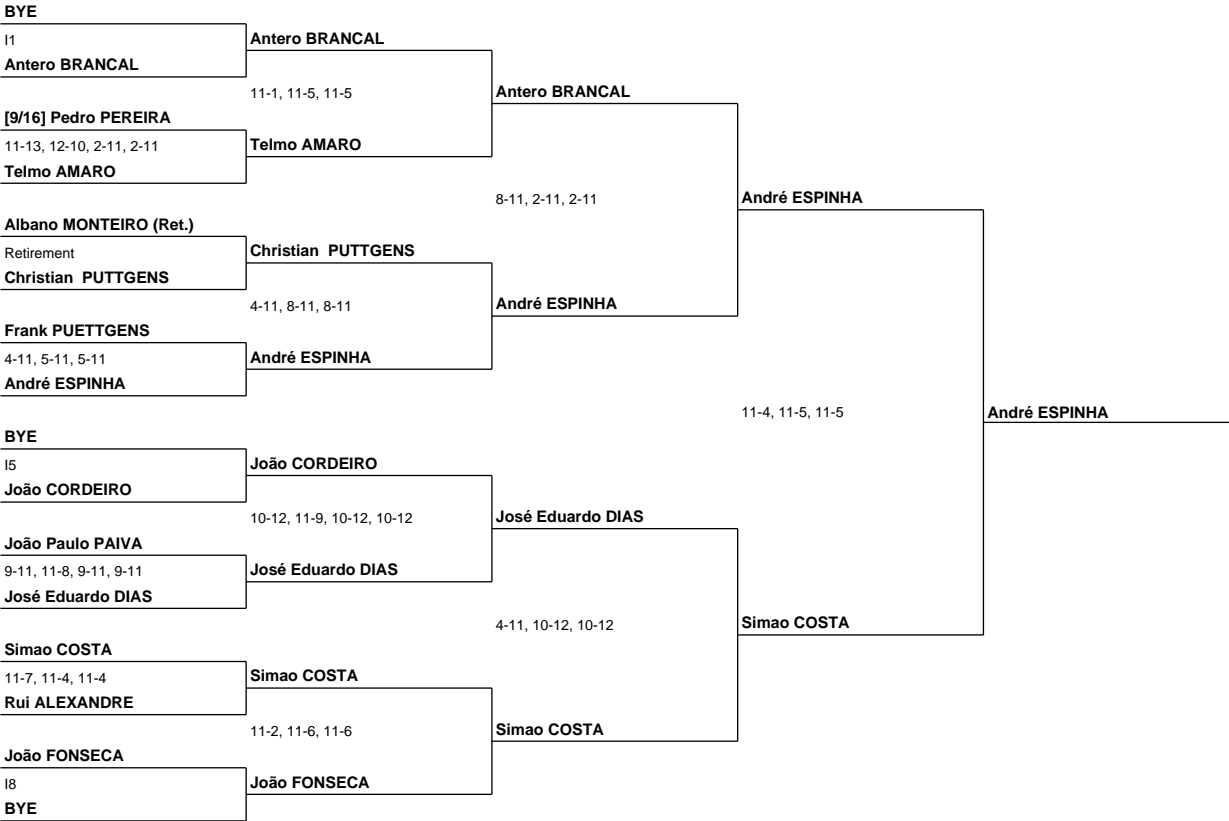 BYE
I1
Antero BRANCAL
Antero BRANCAL
11-1, 11-5, 11-5
Antero BRANCAL
[9/16] Pedro PEREIRA
11-13, 12-10, 2-11, 2-11
Telmo AMARO
Telmo AMARO
8-11, 2-11, 2-11
André ESPINHA
Albano MONTEIRO (Ret.)
Retirement
Christian PUTTGENS
Christian PUTTGENS
4-11, 8-11, 8-11
André ESPINHA
Frank PUETTGENS
4-11, 5-11, 5-11
André ESPINHA
André ESPINHA
11-4, 11-5, 11-5
André ESPINHA
BYE
I5
João CORDEIRO
João CORDEIRO
10-12, 11-9, 10-12, 10-12
José Eduardo DIAS
João Paulo PAIVA
9-11, 11-8, 9-11, 9-11
José Eduardo DIAS
José Eduardo DIAS
4-11, 10-12, 10-12
Simao COSTA
Simao COSTA
11-7, 11-4, 11-4
Rui ALEXANDRE
Simao COSTA
11-2, 11-6, 11-6
Simao COSTA
João FONSECA
I8
BYE
João FONSECA